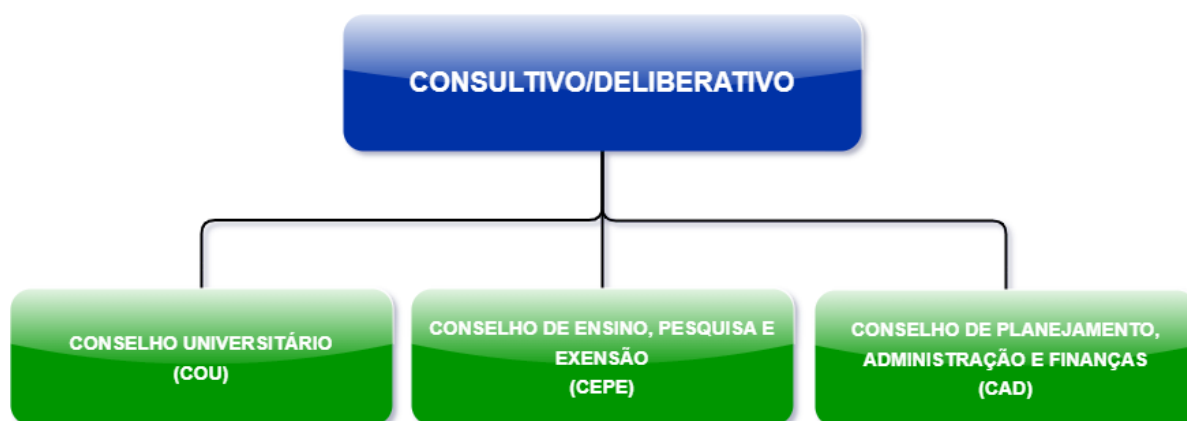 CONSULTIVO/DELIBERATIVO
CONSELHO UNIVERSITÁRIO
(COU)
CONSELHO DE ENSINO, PESQUISA E
EXENSÃO
(CEPE)
CONSELHO DE PLANEJAMENTO,
ADMINISTRAÇÃO E FINANÇAS
(CAD)